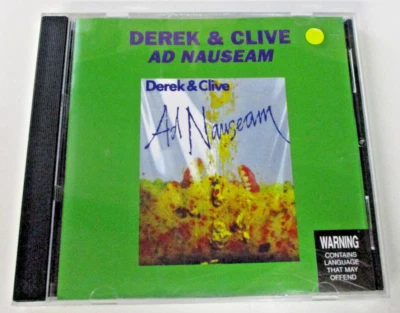 DEREK & CLIVE
AD NAUSEAM
Derek & Clive
Ad Nauseam
WARNING
CONTAINS
LANGUAGE
THAT MAY
OFFEND